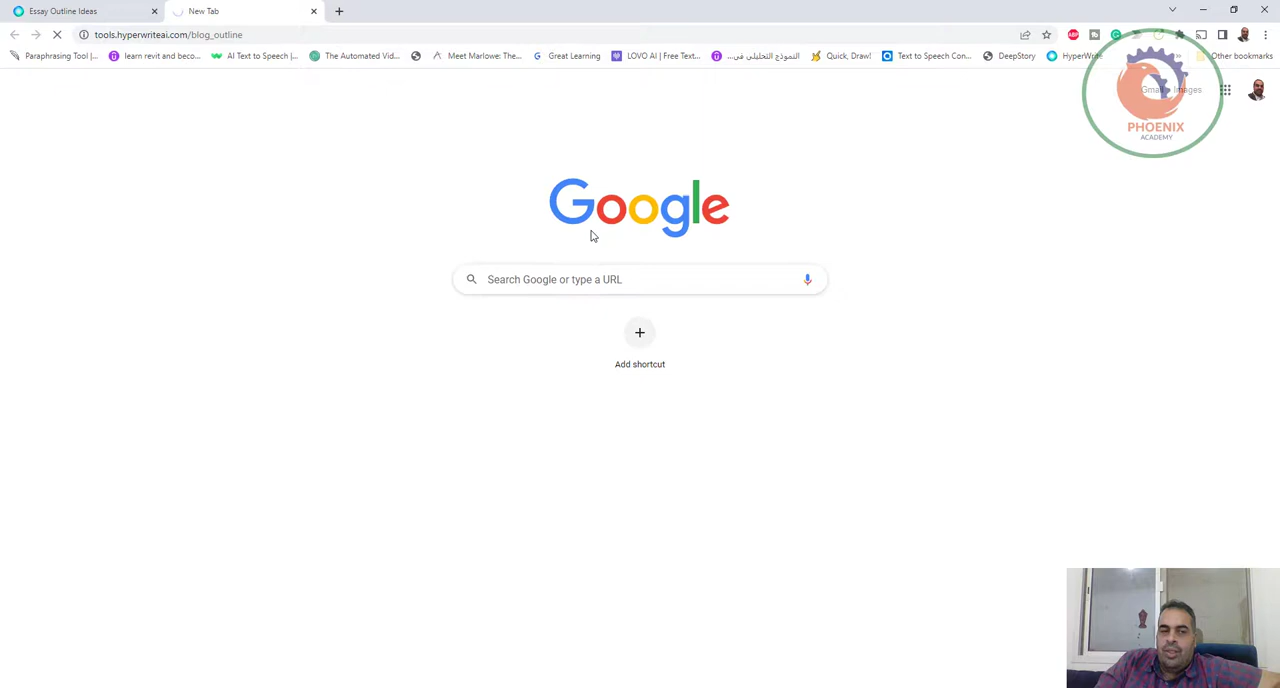 Essay Outline Ideas
New Tab
tools.hyperwriteai.com/blog_outline
Paraphrasing Tool |...
learn revit and beco...
AI Text to Speech |...
The Automated Vid...
Meet Marlowe: The...
Great Learning
LOVO AI | Free Text...
النموذج التحليلي في...
Quick, Draw!
Text to Speech Con...
DeepStory
Other bookmarks
Images
PHOENIX
ACADEMY
Google
Search Google or type a URL
Add shortcut